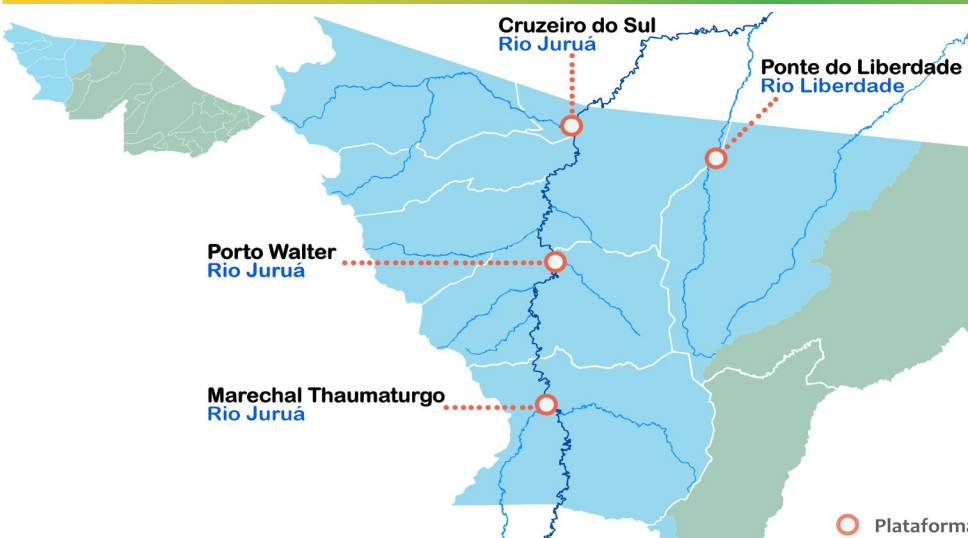 Cruzeiro do Sul
Rio Juruá
Ponte do Liberdade
Rio Liberdade
Porto Walter
Rio Juruá
Marechal Thaumaturgo
Rio Juruá